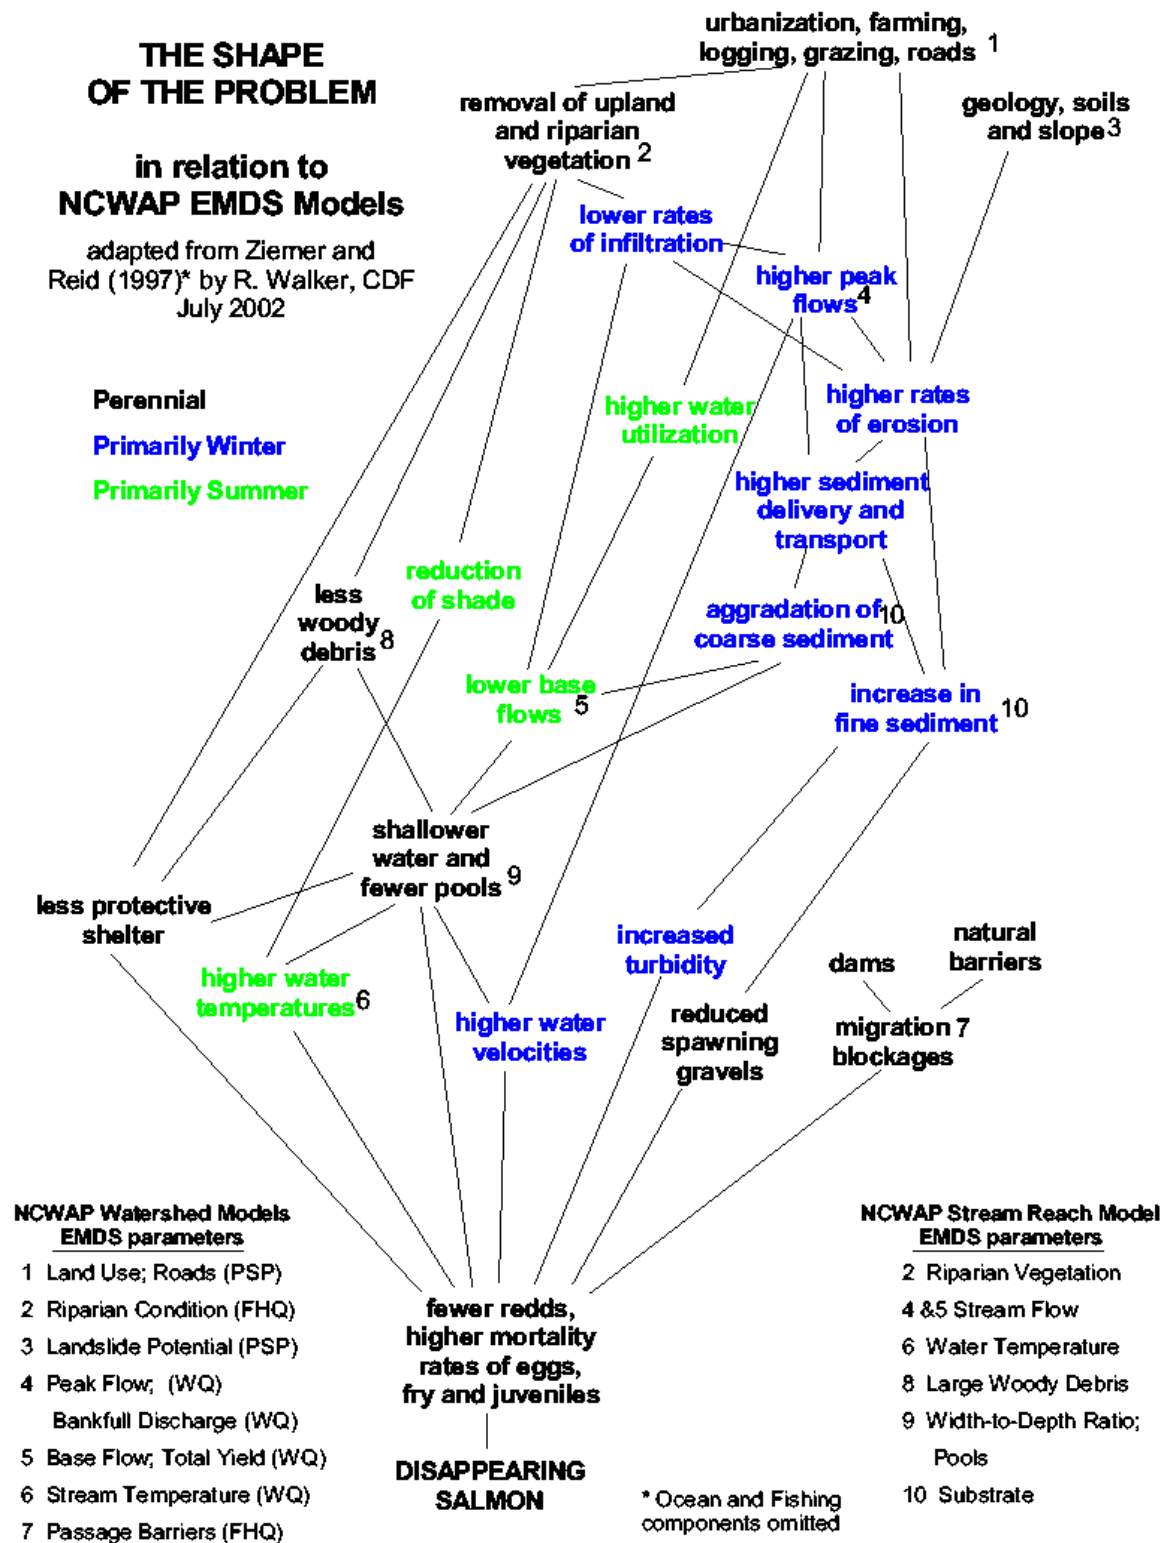 THE SHAPE
OF THE PROBLEM
in relation to
NCWAP EMDS Models
adapted from Ziemer and
Reid (1997)* by R. Walker, CDF
July 2002
Perennial
Primarily Winter
Primarily Summer
urbanization, farming,
logging, grazing, roads 1
removal of upland
and riparian
vegetation 2
geology, soils
and slope 3
lower rates
of infiltration
higher peak
flows 4
higher water
utilization
higher rates
of erosion
higher sediment
delivery and
transport
reduction
of shade
less
woody
debris 8
aggradation of 10
coarse sediment
lower base
flows 5
increase in
fine sediment 10
shallower
water and
fewer pools 9
less protective
shelter
higher water
temperatures 6
increased
turbidity
dams
natural
barriers
higher water
velocities
reduced
spawning
gravels
migration 7
blockages
fewer redds,
higher mortality
rates of eggs,
fry and juveniles
DISAPPEARING
SALMON
* Ocean and Fishing
components omitted
NCWAP Watershed Models
EMDS parameters
1 Land Use; Roads (PSP)
2 Riparian Condition (FHQ)
3 Landslide Potential (PSP)
4 Peak Flow; (WQ)
Bankfull Discharge (WQ)
5 Base Flow; Total Yield (WQ)
6 Stream Temperature (WQ)
7 Passage Barriers (FHQ)
NCWAP Stream Reach Model
EMDS parameters
2 Riparian Vegetation
4 &5 Stream Flow
6 Water Temperature
8 Large Woody Debris
9 Width-to-Depth Ratio;
Pools
10 Substrate